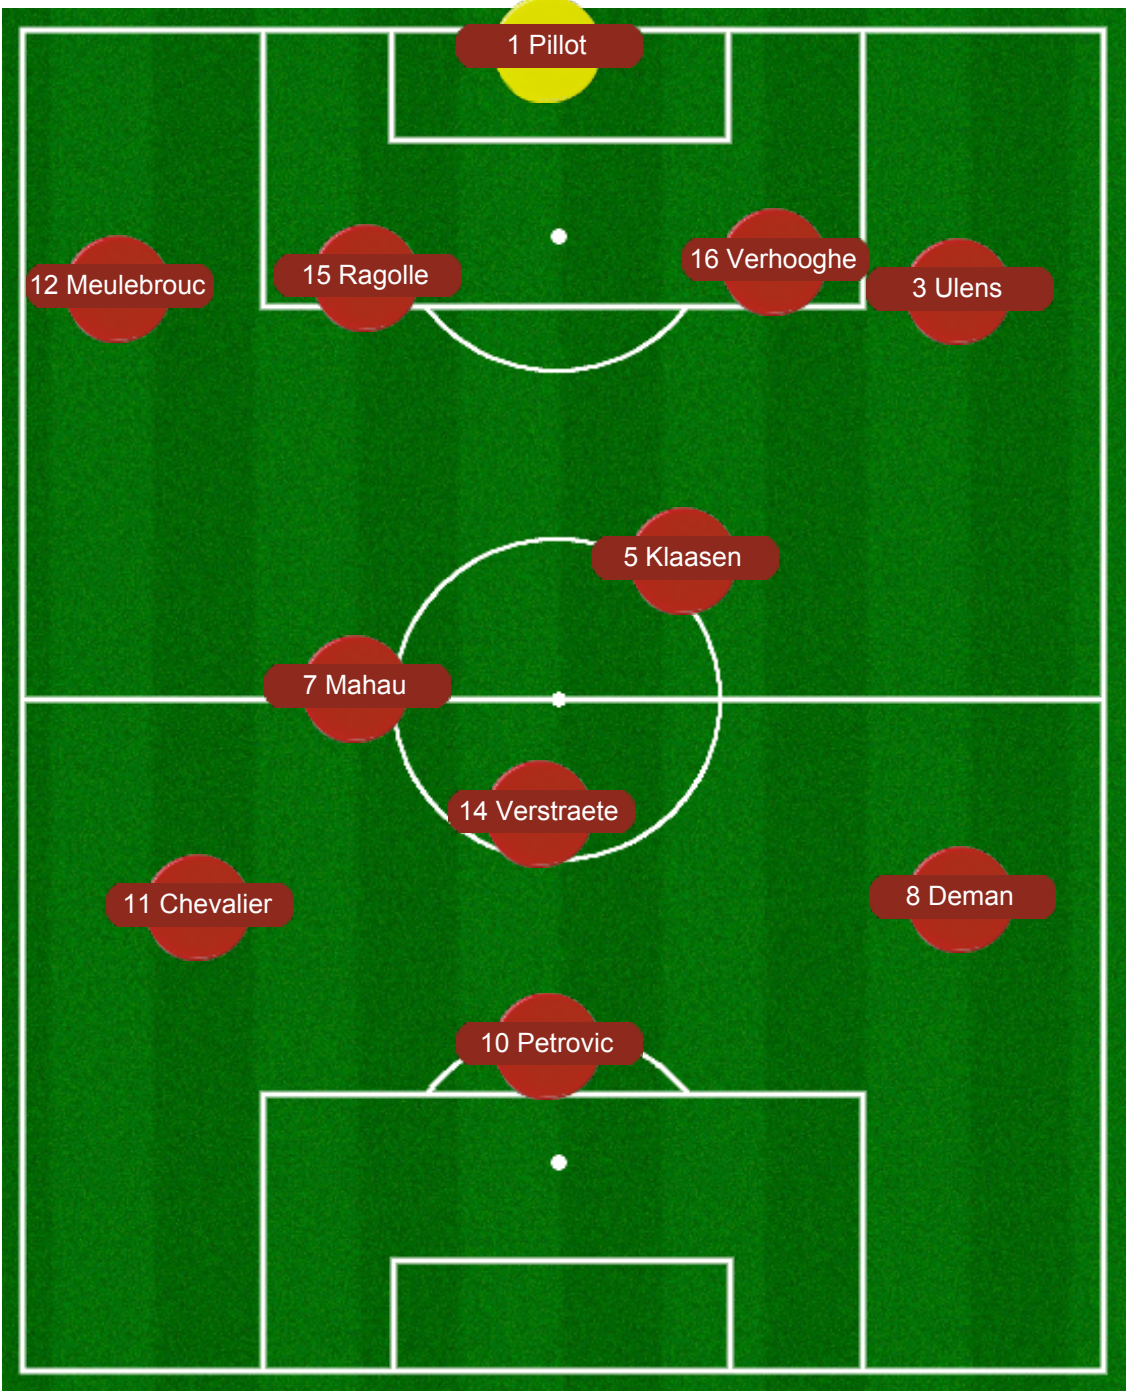 1 Pillot
12 Meulebrouc
15 Ragolle
16 Verhooghe
3 Ulens
5 Klaasen
7 Mahau
14 Verstraete
11 Chevalier
8 Deman
10 Petrovic